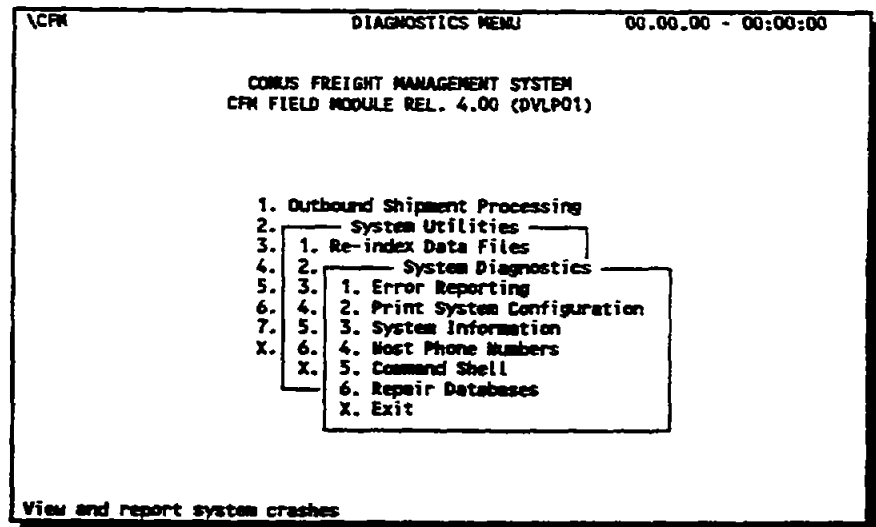 \CFM DIAGNOSTICS MENU 00.00.00 - 00:00:00
CONUS FREIGHT MANAGEMENT SYSTEM
CFM FIELD MODULE REL. 4.00 (DVLP01)
1. Outbound Shipment Processing
2. System Utilities
3. 1. Re-index Data Files
4. 2. System Diagnostics
5. 3. 1. Error Reporting
6. 4. 2. Print System Configuration
7. 5. 3. System Information
X. 6. 4. Host Phone Numbers
X. 5. Command Shell
6. Repair Databases
X. Exit
View and report system crashes